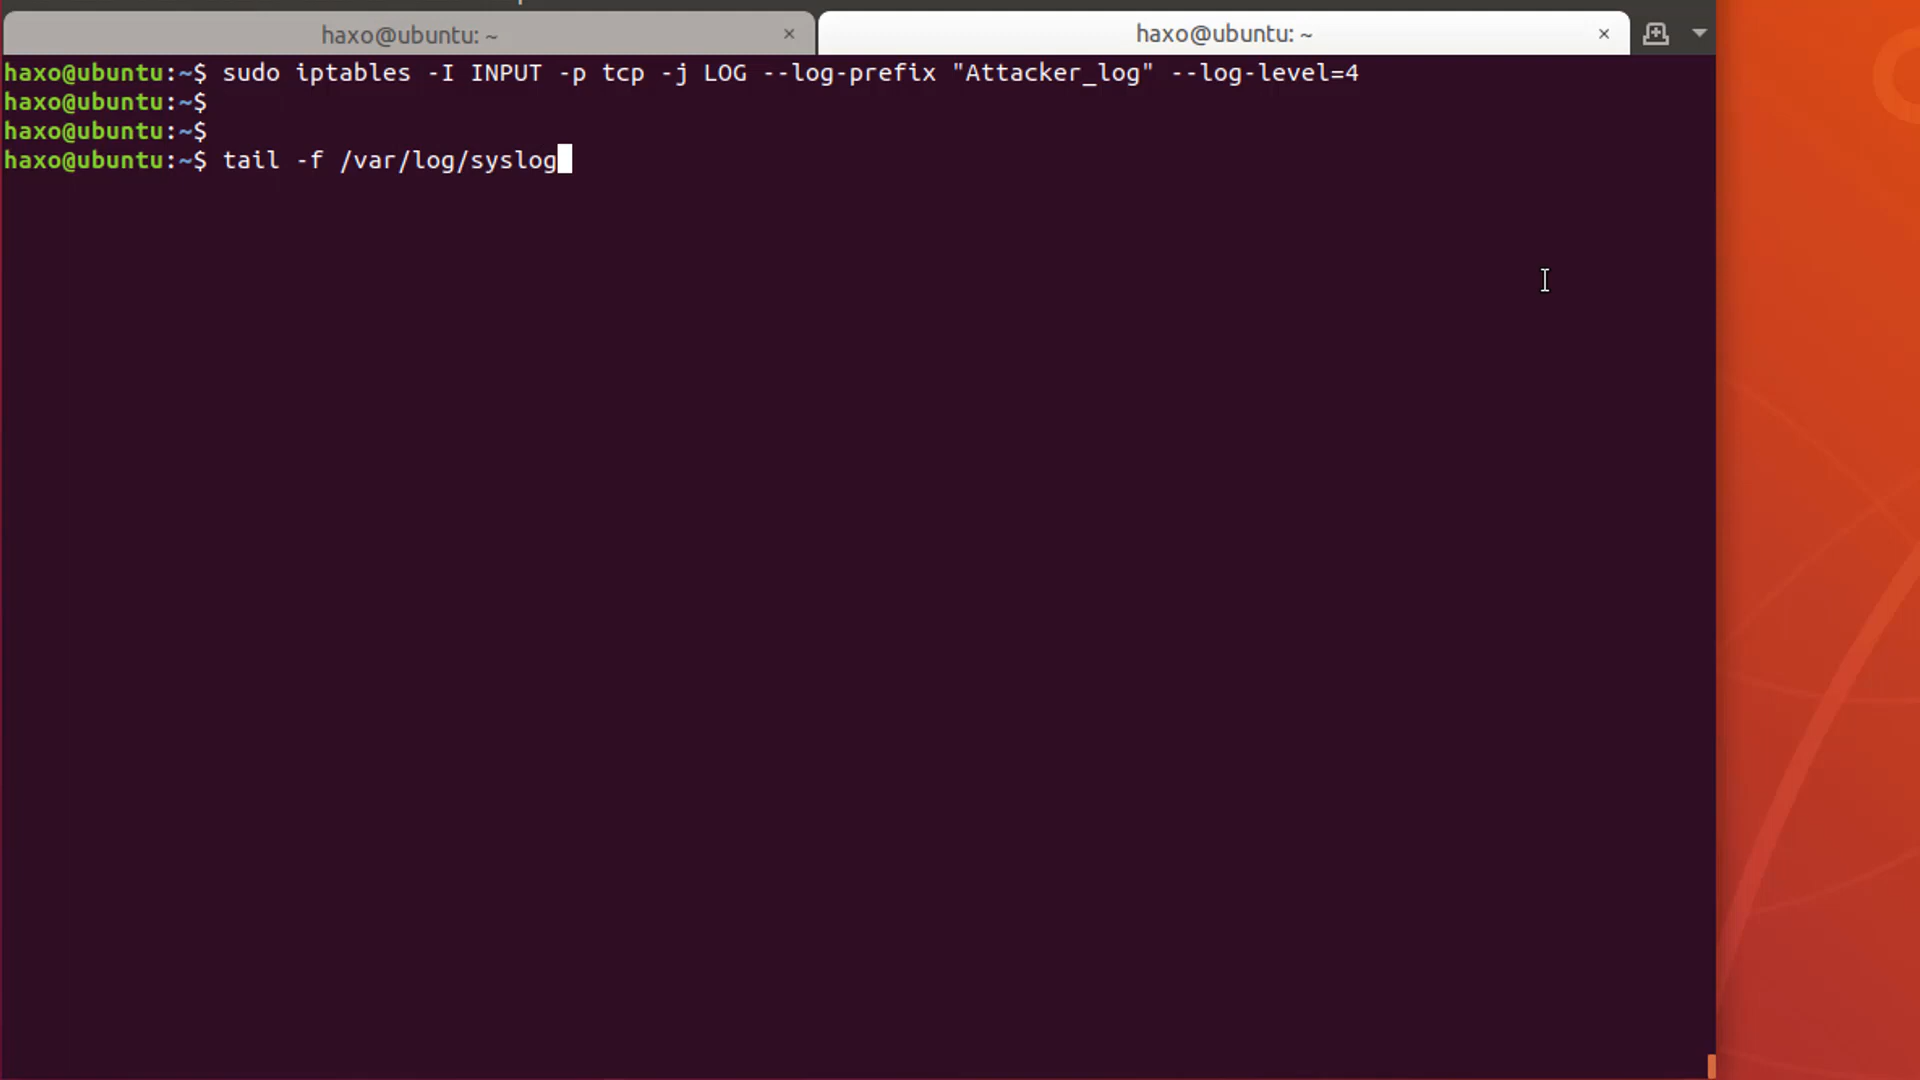 haxo@ubuntu: ~ ×
haxo@ubuntu: ~ ×
haxo@ubuntu:~$ sudo iptables -I INPUT -p tcp -j LOG --log-prefix "Attacker_log" --log-level=4
haxo@ubuntu:~$
haxo@ubuntu:~$
haxo@ubuntu:~$ tail -f /var/log/syslog